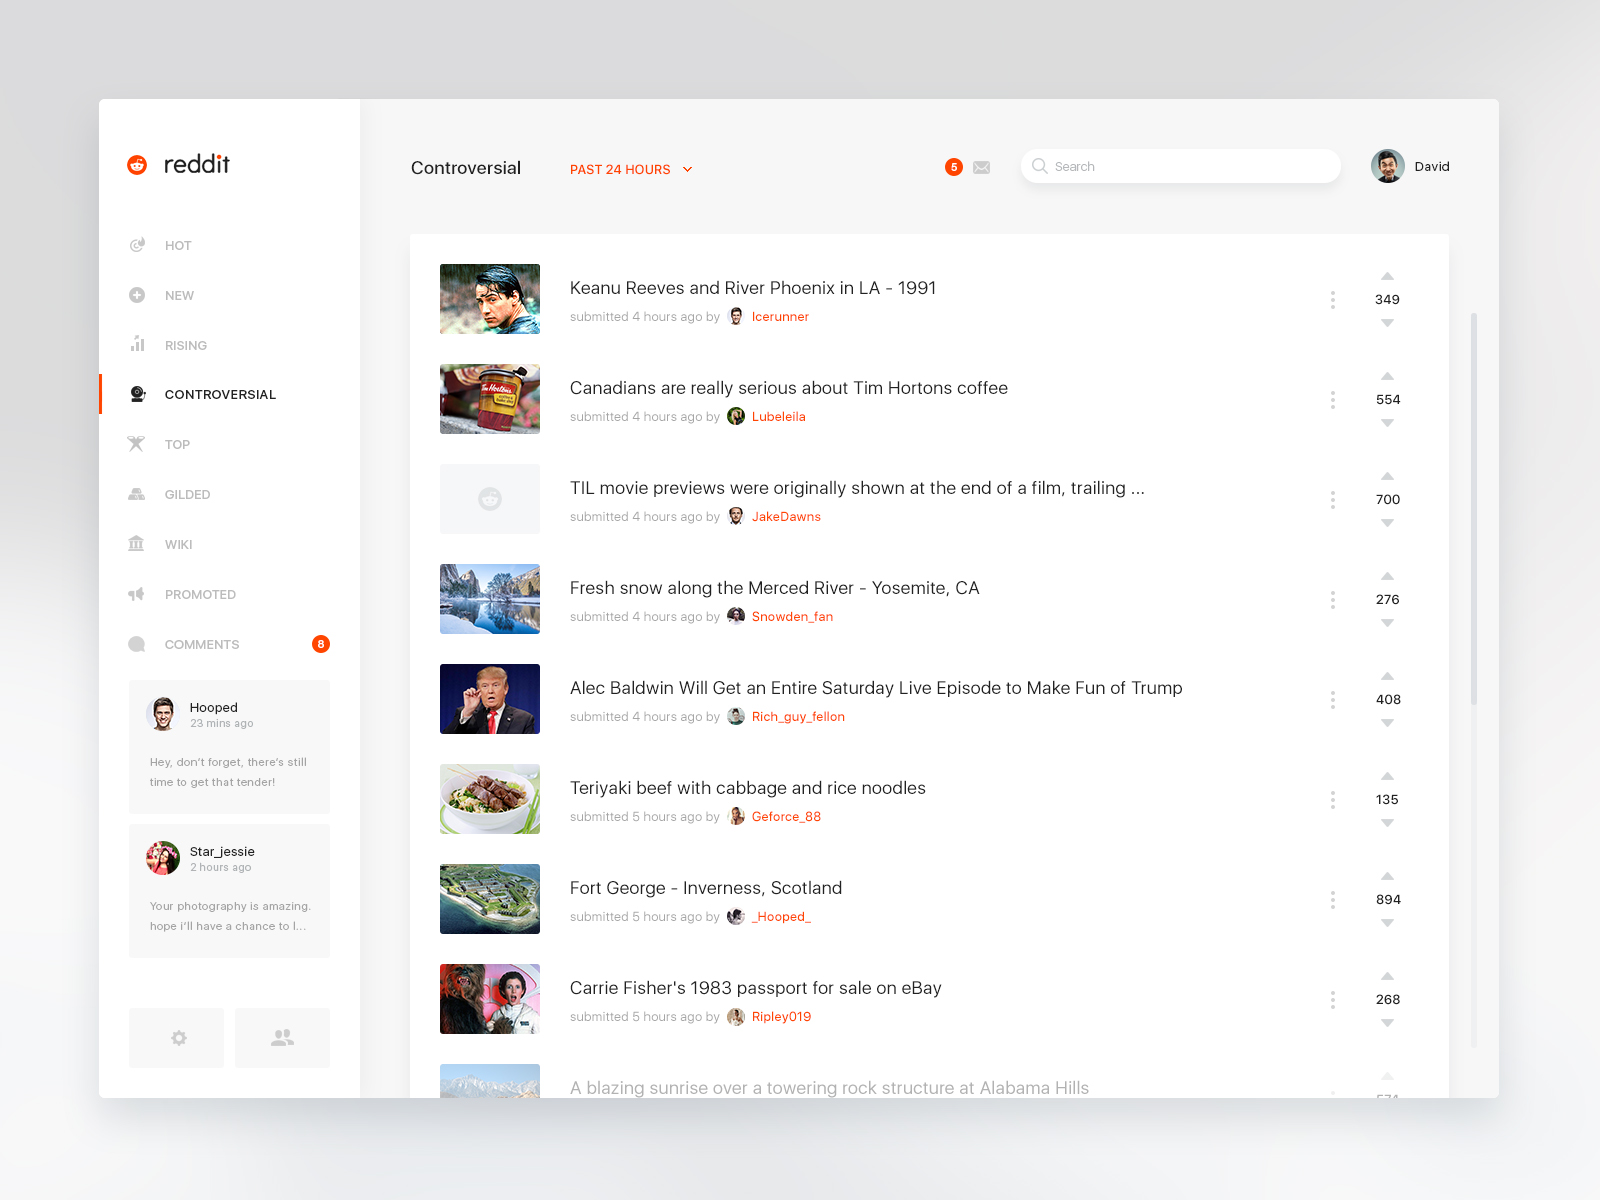 reddit
HOT
NEW
RISING
CONTROVERSIAL
TOP
GILDED
WIKI
PROMOTED
COMMENTS 8
Hooped
23 mins ago
Hey, don't forget, there's still
time to get that tender!
Star_jessie
2 hours ago
Your photography is amazing.
hope i'll have a chance to l...
Controversial PAST 24 HOURS 5 Search David
Keanu Reeves and River Phoenix in LA - 1991
submitted 4 hours ago by Icerunner
349
Tim Hortons
Canadians are really serious about Tim Hortons coffee
submitted 4 hours ago by Lubeleila
554
TIL movie previews were originally shown at the end of a film, trailing ...
submitted 4 hours ago by JakeDawns
700
Fresh snow along the Merced River - Yosemite, CA
submitted 4 hours ago by Snowden_fan
276
Alec Baldwin Will Get an Entire Saturday Live Episode to Make Fun of Trump
submitted 4 hours ago by Rich_guy_fellon
408
Teriyaki beef with cabbage and rice noodles
submitted 5 hours ago by Geforce_88
135
Fort George - Inverness, Scotland
submitted 5 hours ago by _Hooped_
894
Carrie Fisher's 1983 passport for sale on eBay
submitted 5 hours ago by Ripley019
268
A blazing sunrise over a towering rock structure at Alabama Hills